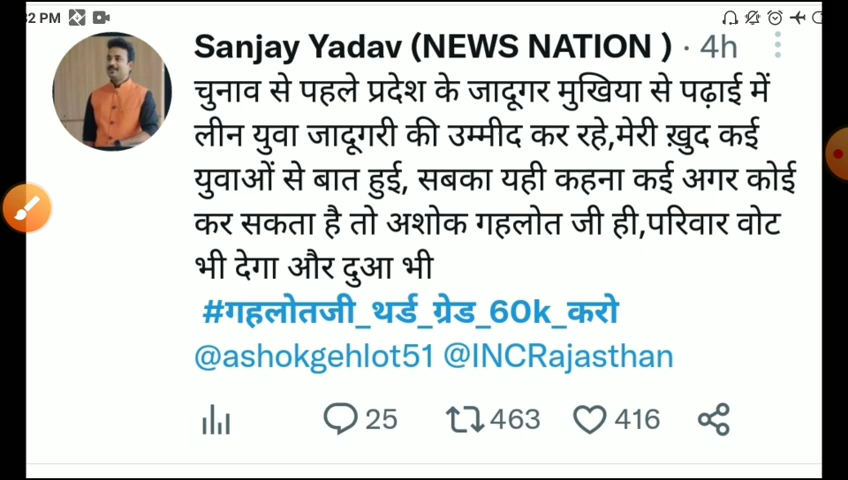 32 PM
Sanjay Yadav (NEWS NATION ) · 4h
चुनाव से पहले प्रदेश के जादूगर मुखिया से पढ़ाई में
लीन युवा जादूगरी की उम्मीद कर रहे,मेरी ख़ुद कई
युवाओं से बात हुई, सबका यही कहना कई अगर कोई
कर सकता है तो अशोक गहलोत जी ही,परिवार वोट
भी देगा और दुआ भी
#गहलोतजी_थर्ड_ग्रेड_60k_करो
@ashokgehlot51 @INCRajasthan
25 463 416